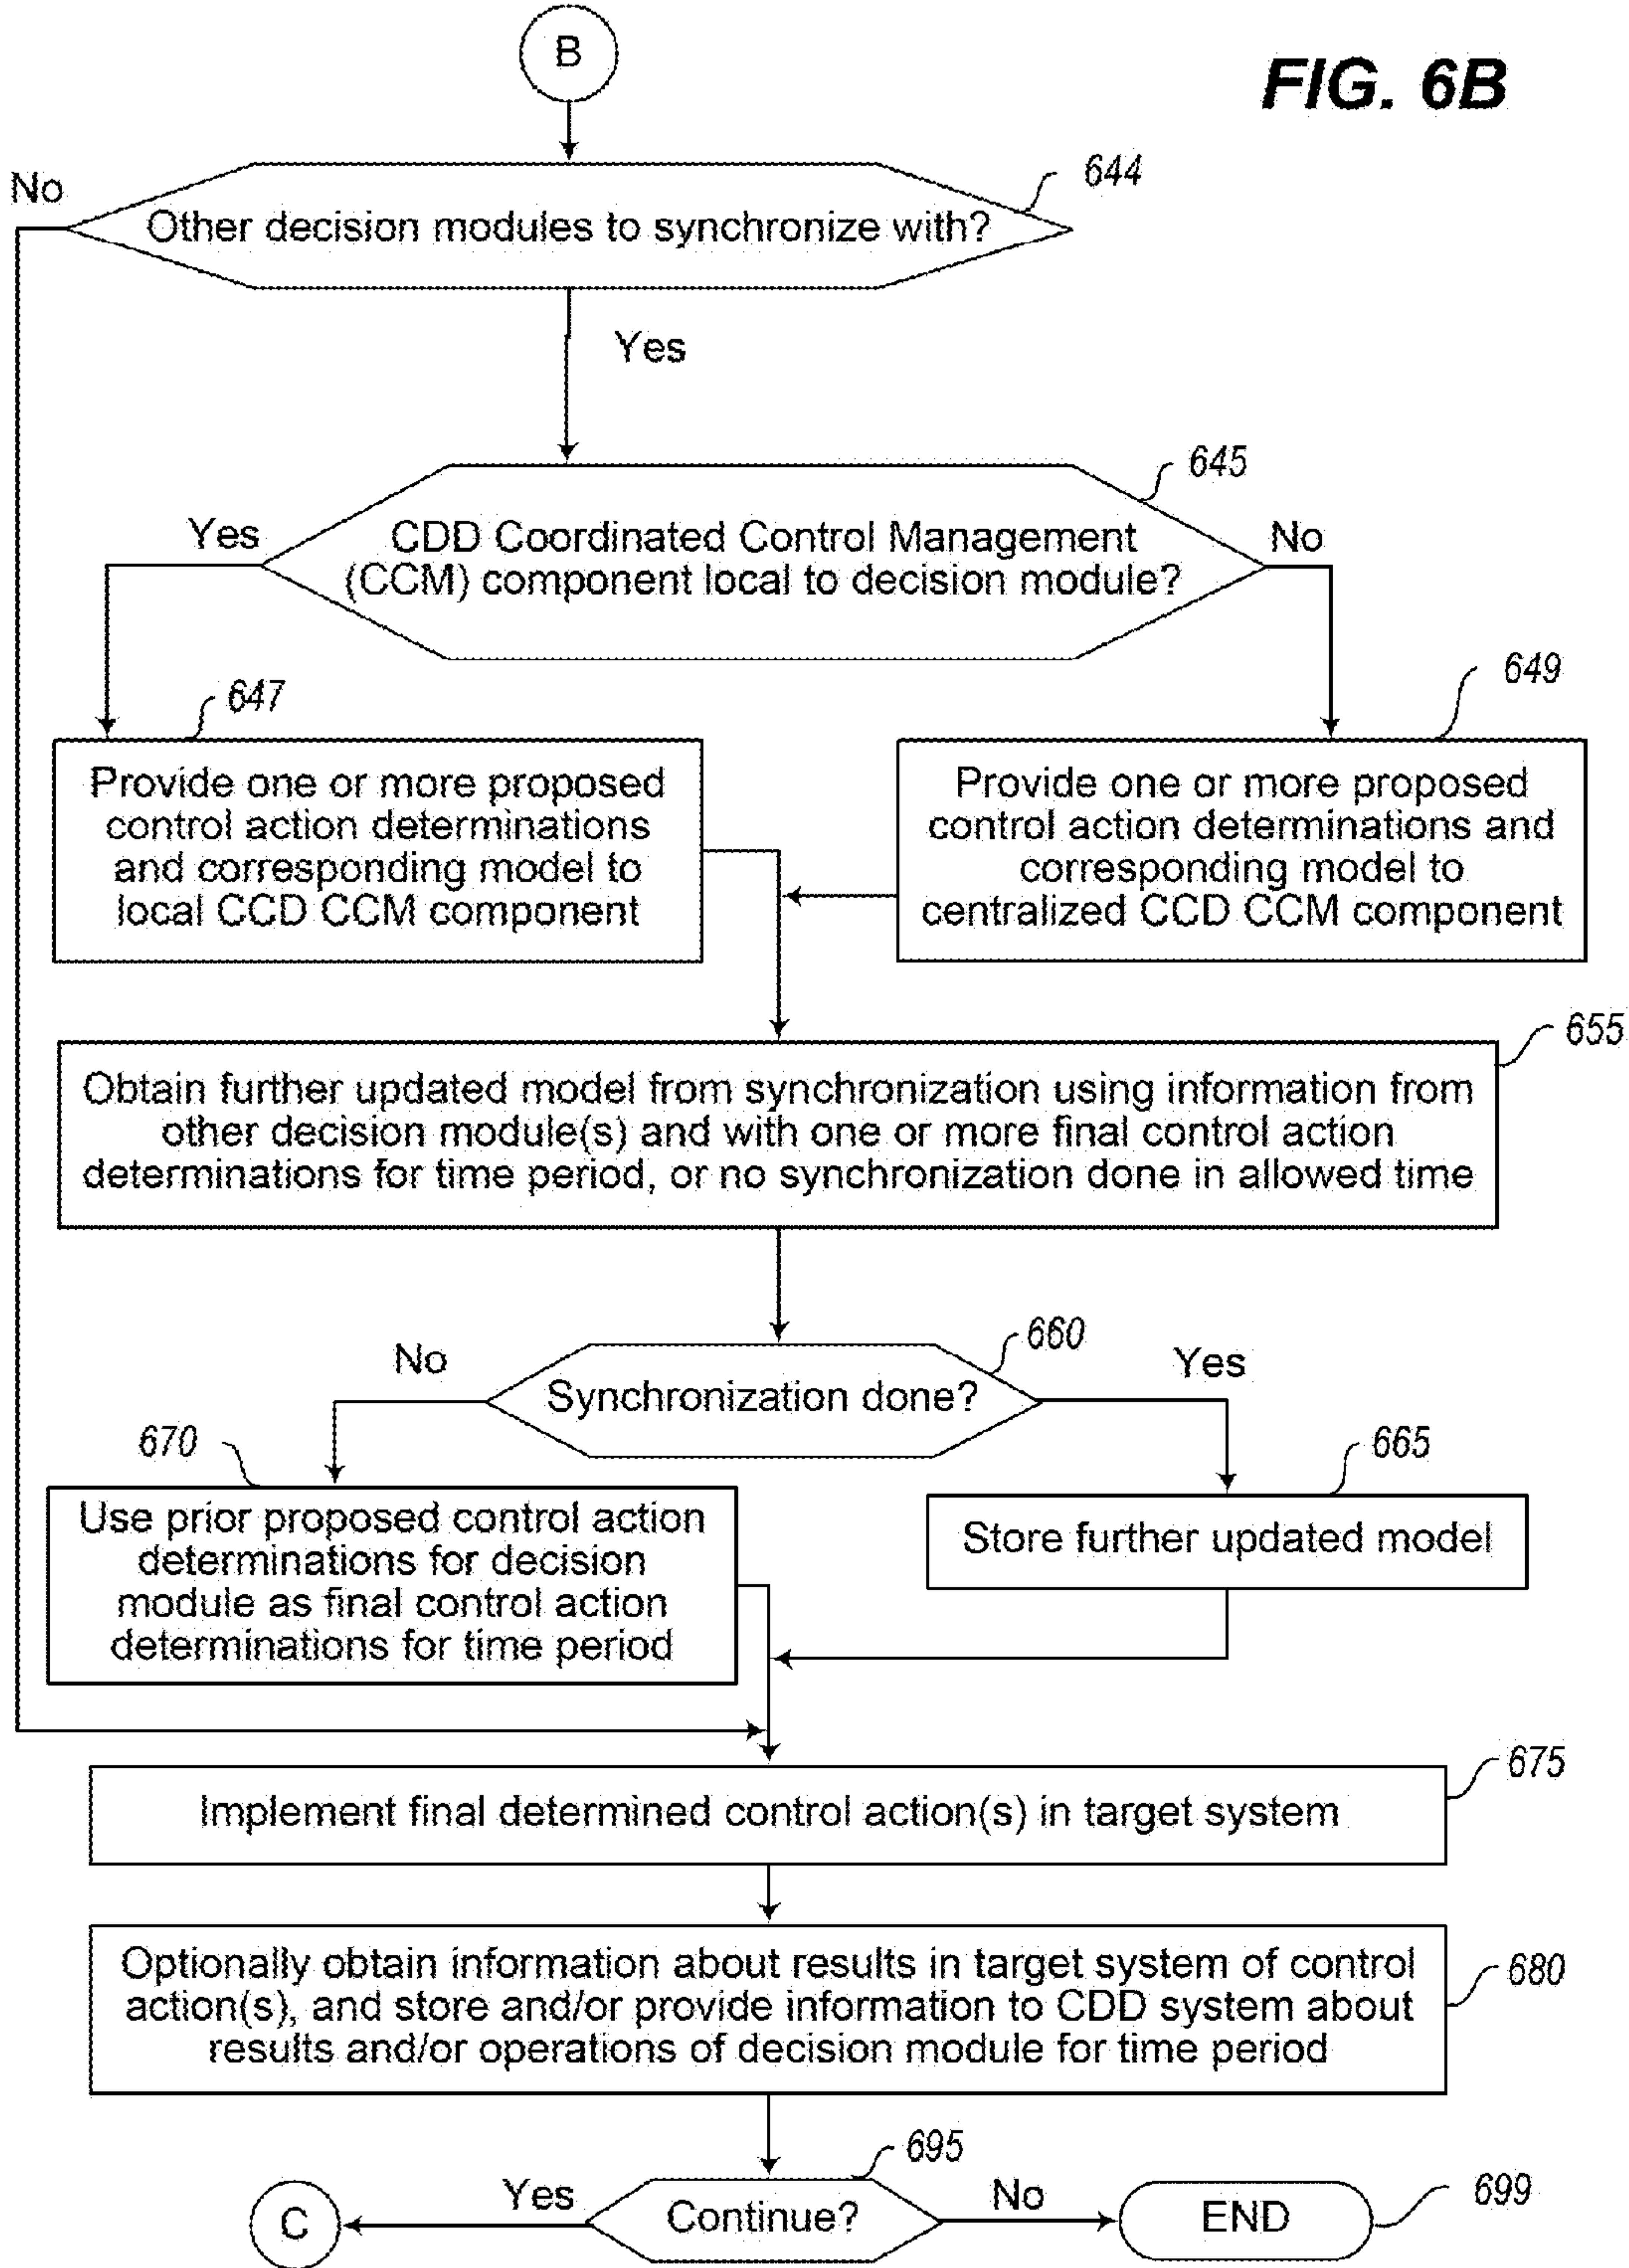 B
FIG. 6B
No
644
Other decision modules to synchronize with?
Yes
645
Yes
CDD Coordinated Control Management
(CCM) component local to decision module?
No
647
649
Provide one or more proposed
control action determinations
and corresponding model to
local CCD CCM component
Provide one or more proposed
control action determinations and
corresponding model to
centralized CCD CCM component
655
Obtain further updated model from synchronization using information from
other decision module(s) and with one or more final control action
determinations for time period, or no synchronization done in allowed time
660
No
Yes
Synchronization done?
670
665
Use prior proposed control action
determinations for decision
module as final control action
determinations for time period
Store further updated model
675
Implement final determined control action(s) in target system
Optionally obtain information about results in target system of control
action(s), and store and/or provide information to CDD system about
results and/or operations of decision module for time period
680
695
C
Yes
Continue?
No
END
699